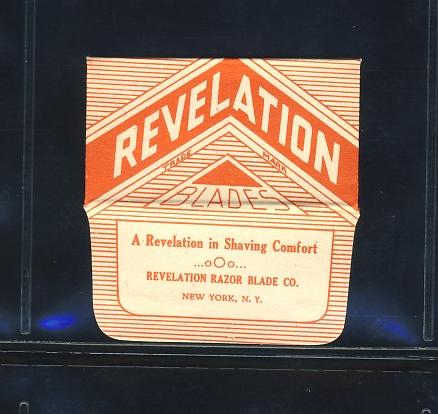 REVELATION
TRADE MARK
BLADES
A Revelation in Shaving Comfort
...oOo...
REVELATION RAZOR BLADE CO.
NEW YORK, N. Y.